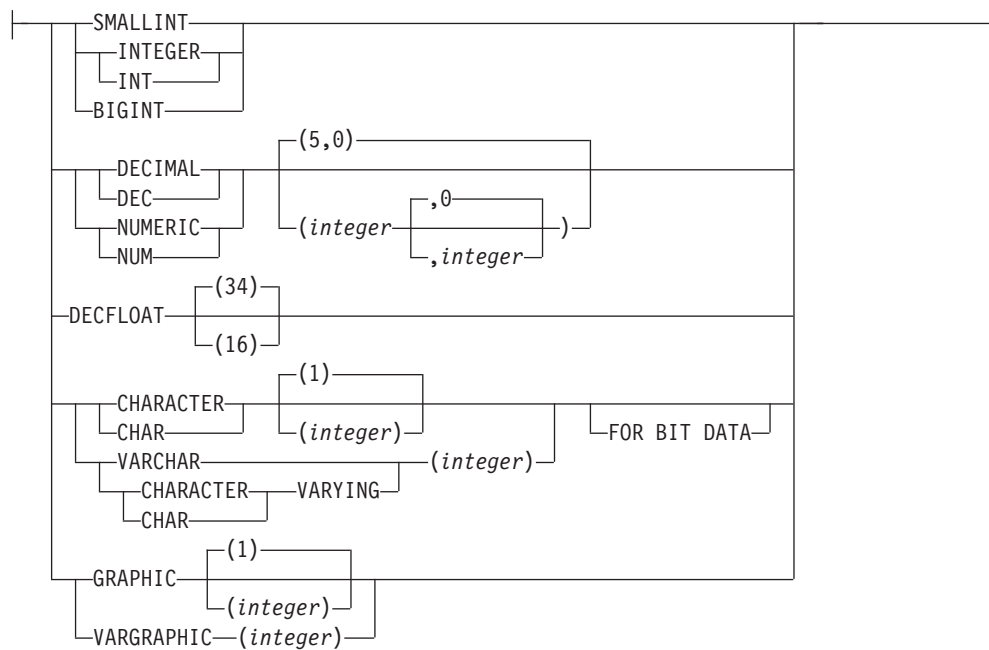 SMALLINT
INTEGER
INT
BIGINT
(5,0)
DECIMAL
DEC
,0
NUMERIC (integer )
NUM ,integer
(34)
DECFLOAT
(16)
(1)
CHARACTER
CHAR (integer) FOR BIT DATA
VARCHAR (integer)
CHARACTER VARYING
CHAR
(1)
GRAPHIC
(integer)
VARGRAPHIC (integer)